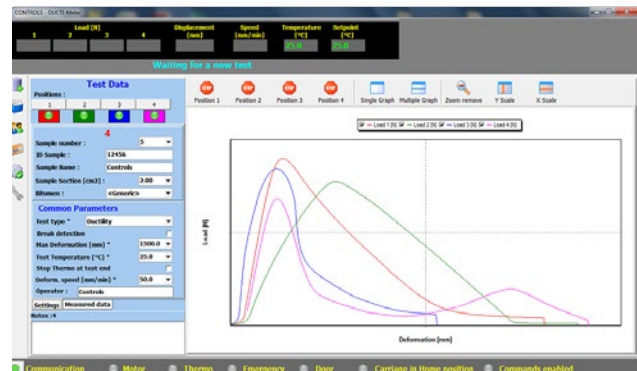 CONTROLS - DUCTI-Meter
Load [N] Displacement Speed Temperature Setpoint
1 2 3 4 [mm] [mm/min] [°C] [°C]
25.0 25.0
Waiting for a new test
Test Data
Positions :
1 2 3 4
4
Sample number : 5
ID Sample : 12456
Sample Name : Controls
Sample Section [cm2] : 2.00
Bitumen : <Generic>
Common Parameters
Test type * Ductility
Break detection
Max Deformation [mm] * 1500.0
Test Temperature [°C] * 25.0
Stop Thermo at test end
Deform. speed [mm/min] * 50.0
Operator : Controls
Settings Measured data
Notes :4
STOP STOP STOP STOP
Position 1 Position 2 Position 3 Position 4 Single Graph Multiple Graph Zoom remove Y Scale X Scale
Load 1 [N] Load 2 [N] Load 3 [N] Load 4 [N]
Load [N]
Deformation [mm]
Communication Motor Thermo Emergency Door Carriage in Home position Commands enabled